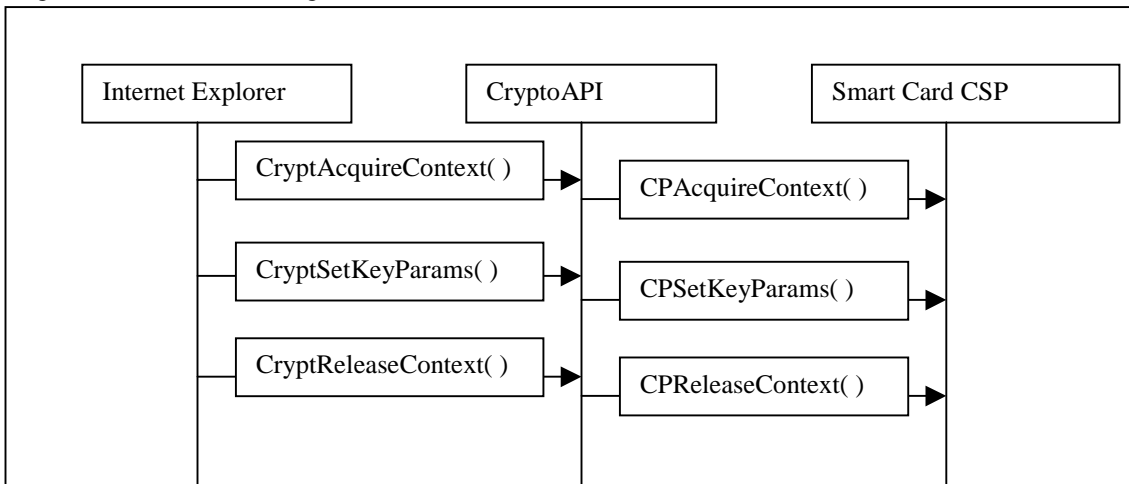 Internet Explorer
CryptoAPI
Smart Card CSP
CryptAcquireContext( )
CPAcquireContext( )
CryptSetKeyParams( )
CPSetKeyParams( )
CryptReleaseContext( )
CPReleaseContext( )